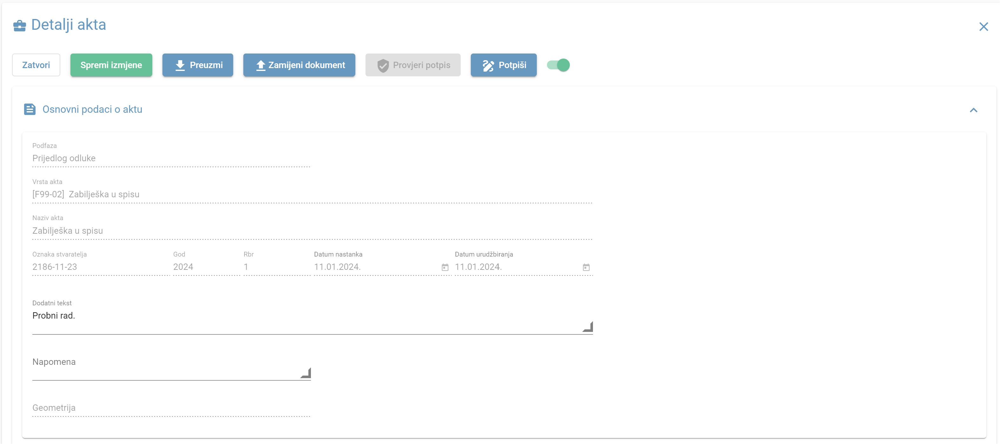 Detalji akta
Zatvori Spremi izmjene Preuzmi Zamijeni dokument Provjeri potpis Potpiši
Osnovni podaci o aktu
Podfaza
Prijedlog odluke
Vrsta akta
[F99-02] Zabilješka u spisu
Naziv akta
Zabilješka u spisu
Oznaka stvaratelja God Rbr Datum nastanka Datum urudžbiranja
2186-11-23 2024 1 11.01.2024. 11.01.2024.
Dodatni tekst
Probni rad.
Napomena
Geometrija